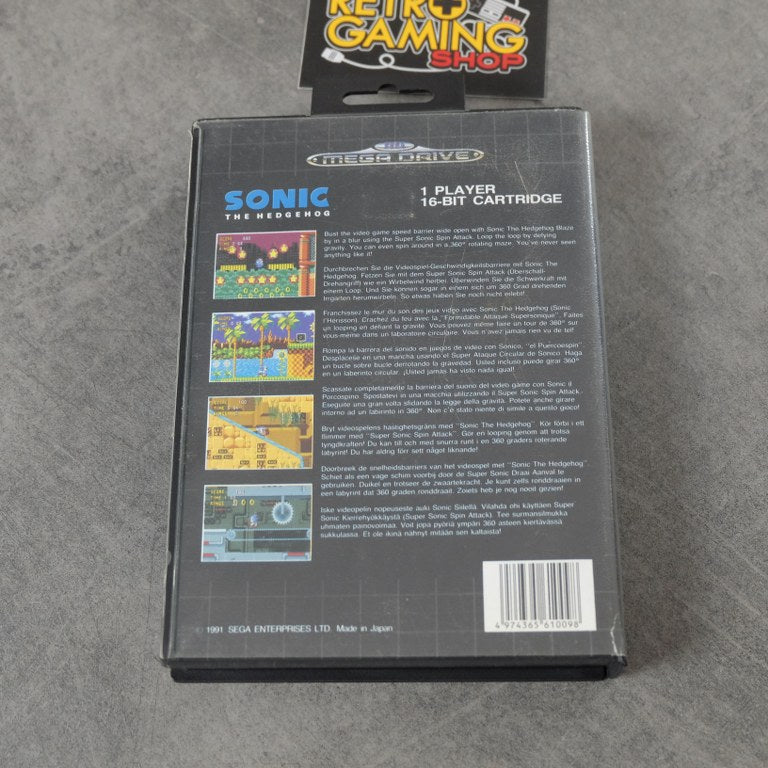 RETRO
GAMING
SHOP
SEGA
MEGA DRIVE
SONIC
THE HEDGEHOG
1 PLAYER
16-BIT CARTRIDGE
Bust the video game speed barrier wide open with Sonic The Hedgehog Blaze
by in a blur using the Super Sonic Spin Attack. Loop the loop by defying
gravity. You can even spin around in a 360° rotating maze. You've never seen
anything like it!
Durchbrechen Sie die Videospiel-Geschwindigkeitsbarriere mit Sonic The
Hedgehog. Fetzen Sie mit dem Super Sonic Spin Attack (Überschall-
Drehangriff) wie ein Wirbelwind herbei. Überwinden Sie die Schwerkraft mit
einem Loop. Und Sie können sogar in einem sich um 360 Grad drehenden
Irrgarten herumwirbeln. So etwas haben Sie noch nicht erlebt!
Franchissez le mur du son des jeux video avec Sonic The Hedgehog (Sonic
l'Herisson). Crachez du feu avec la "Formidable Attaque Supersonique". Faites
un looping en defiant la gravité. Vous pouvez même faire un tour de 360° sur
vous-même dans un laboratoire circulaire. Vous n'avez jamais rien vu de tel!
Rompa la barrera del sonido en juegos de video con Sonico, "el Puercoespin"
Desplacese en una mancha usando el Super Ataque Circular de Sonico. Haga
un bucle sobre bucle derrotando la gravedad. Usted incluso puede girar 360°
en un laberinto circular. ¡Usted jamás ha visto nada igual!
Scassate completamente la barriera del suono del video game con Sonic il
Porcospino. Spostatevi in una macchia utilizzando il Super Sonic Spin Attack.
Eseguite una gran volta sfidando la legge della gravità. Potete anche girare
intorno ad un labirinto in 360° Non c'è stato niente di simile a questo gioco!
Bryt videospelens hasighetsgräns med "Sonic The Hedgehog" Kör förbi i ett
flimmer med "Super Sonic Spin Attack". Gör en looping genom att trotsa
tyngdkraften! Du kan till och med snurra runt i en 360 graders roterande
labyrint! Du har aldrig förr sett något liknande!
Doorbreek de snelheidsbarriers van het videospel met "Sonic The Hedgehog"
Schiet als een vage schim voorbij door de Super Sonic Draai Aanval te
gebruiken. Duikel en trotseer de zwaartekracht. Je kunt zelfs ronddraaien in
een labyrint dat 360 graden ronddraait. Zoiets heb je nog nooit gezien!
Iske videopelin nopeuseste auki Sonic Siilellä. Vilahda ohi käyttäen Super
Sonic Kierrehyökkäystä (Super Sonic Spin Attack). Tee surmansilmukka
uhmaten painovoimaa. Voit jopa pyöriä ympäri 360 asteen kiertävässä
sukkulassa. Et ole ikinä nähnyt mitään sen kaltaista!
© 1991 SEGA ENTERPRISES LTD. Made in Japan
4 974365 610098